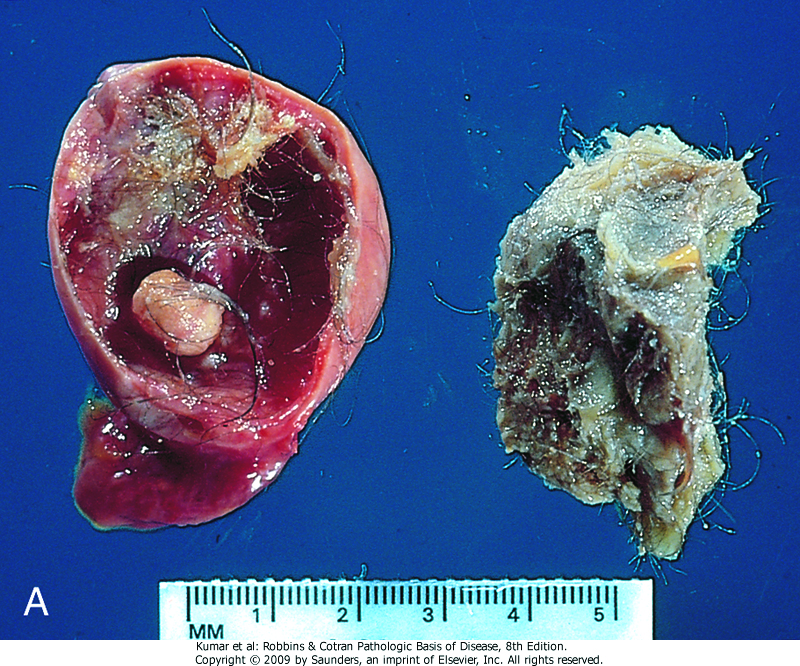 A
1 2 3 4 5
MM
Kumar et al: Robbins & Cotran Pathologic Basis of Disease, 8th Edition.
Copyright © 2009 by Saunders, an imprint of Elsevier, Inc. All rights reserved.